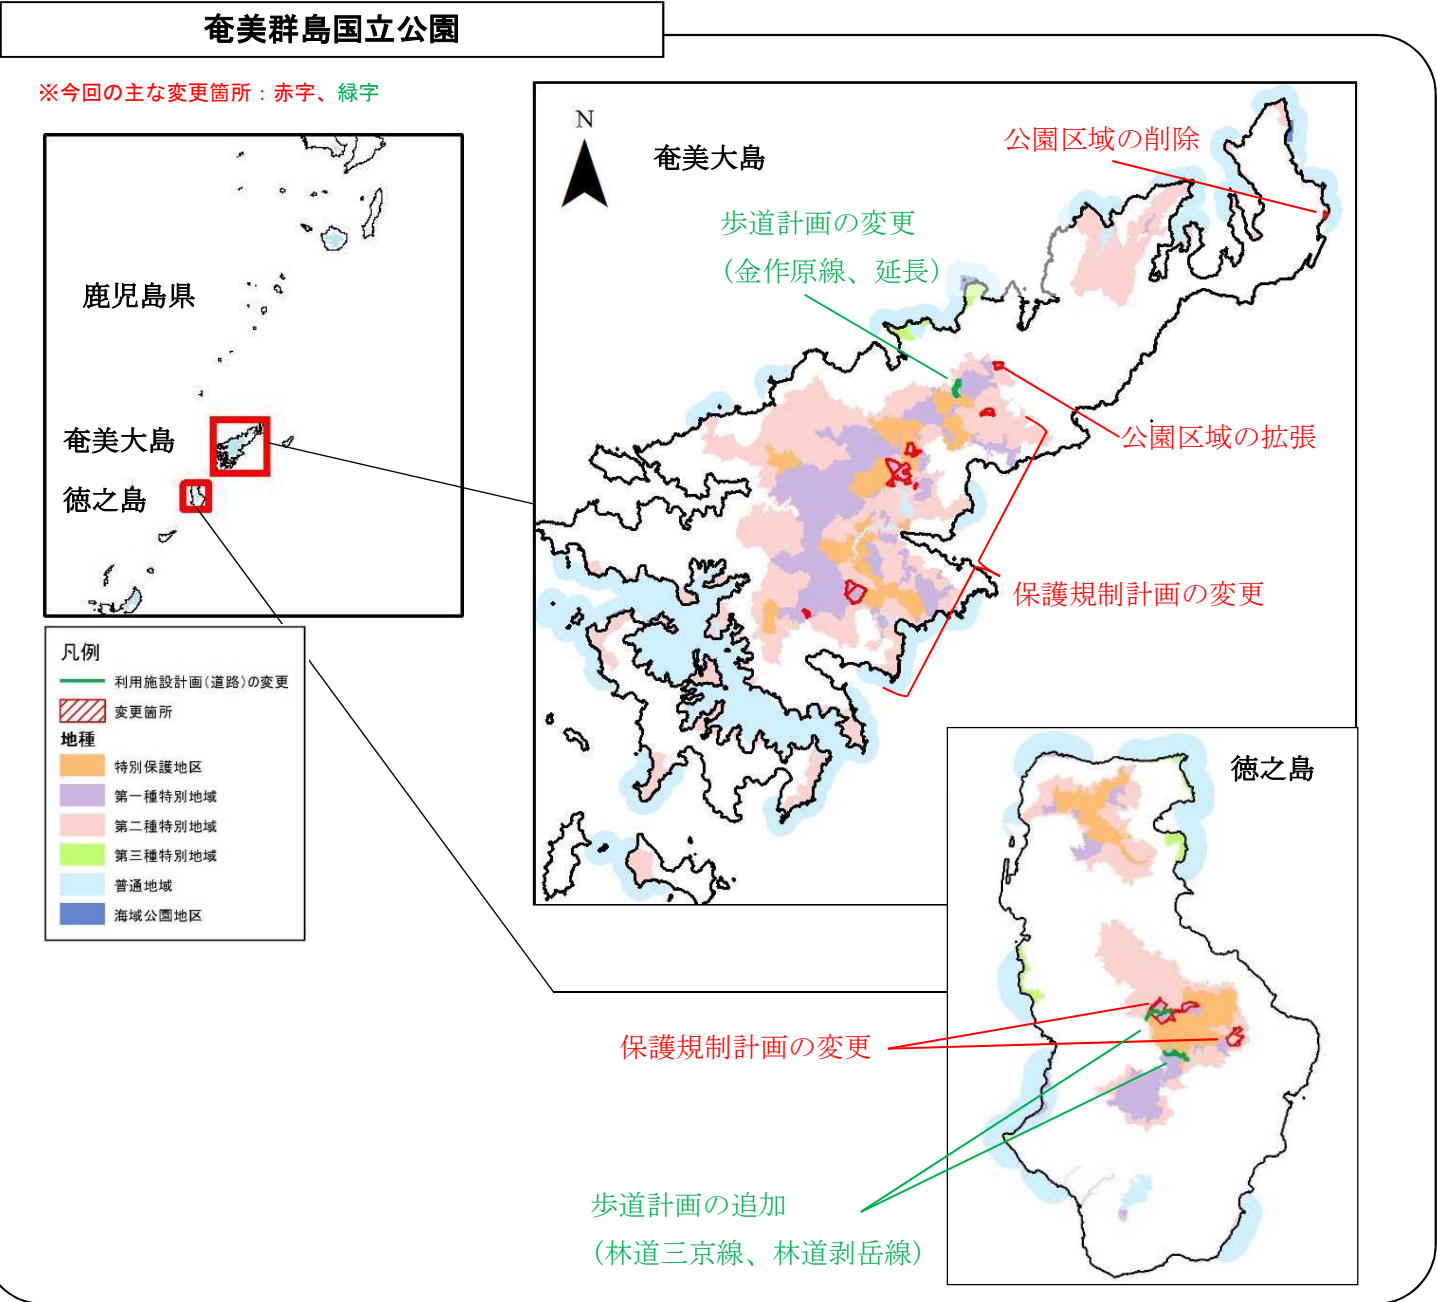 奄美群島国立公園
※今回の主な変更箇所：赤字、緑字
鹿児島県
奄美大島
徳之島
凡例
利用施設計画(道路)の変更
変更箇所
地種
特別保護地区
第一種特別地域
第二種特別地域
第三種特別地域
普通地域
海域公園地区
N
奄美大島
公園区域の削除
歩道計画の変更
（金作原線、延長）
公園区域の拡張
保護規制計画の変更
徳之島
保護規制計画の変更
歩道計画の追加
（林道三京線、林道剥岳線）